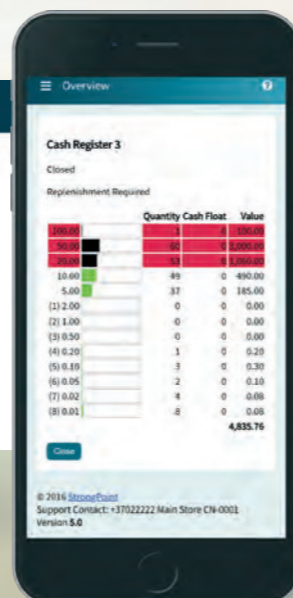 Overview
?
Cash Register 3
Closed
Replenishment Required
Quantity Cash Float Value
1 0 100.00
50.00 60 0 3,000.00
20.00 53 0 1,060.00
10.00 49 0 490.00
5.00 37 0 185.00
(1) 2.00 0 0 0.00
(2) 1.00 0 0 0.00
(3) 0.50 0 0 0.00
(4) 0.20 1 0 0.20
(5) 0.10 3 0 0.30
(6) 0.05 2 0 0.10
(7) 0.02 4 0 0.08
(8) 0.01 8 0 0.08
4,835.76
Close
© 2016 StrongPoint
Support Contact: +37022222 Main Store CN-0001
Version 5.0